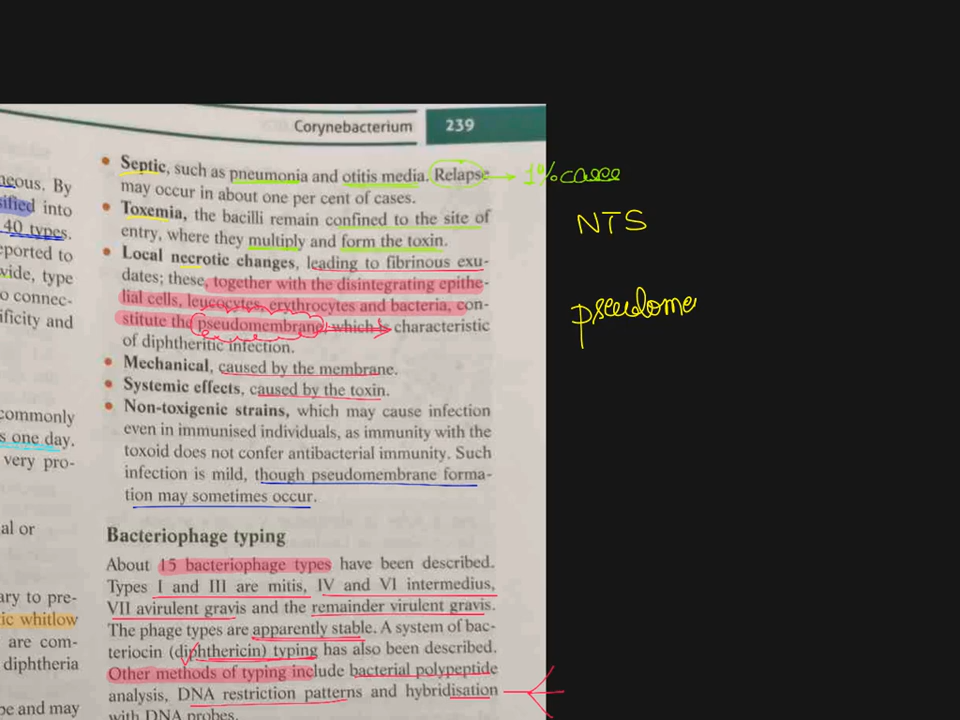 Corynebacterium 239
• Septic, such as pneumonia and otitis media. Relapse → 1% cases
may occur in about one per cent of cases.
• Toxemia, the bacilli remain confined to the site of
entry, where they multiply and form the toxin.
NTS
• Local necrotic changes, leading to fibrinous exu-
dates; these, together with the disintegrating epithe-
lial cells, leucocytes, erythrocytes and bacteria, con-
stitute the pseudomembrane, which is characteristic
of diphtheritic infection.
pseudome
• Mechanical, caused by the membrane.
• Systemic effects, caused by the toxin.
• Non-toxigenic strains, which may cause infection
even in immunised individuals, as immunity with the
toxoid does not confer antibacterial immunity. Such
infection is mild, though pseudomembrane forma-
tion may sometimes occur.
Bacteriophage typing
About 15 bacteriophage types have been described.
Types I and III are mitis, IV and VI intermedius,
VII avirulent gravis and the remainder virulent gravis.
The phage types are apparently stable. A system of bac-
teriocin (diphthericin) typing has also been described.
Other methods of typing include bacterial polypeptide
analysis, DNA restriction patterns and hybridisation
with DNA probes.
neous. By
sified into
40 types.
eported to
wide, type
o connec-
ificity and
commonly
s one day.
very pro-
al or
ary to pre-
tic whitlow
are com-
diphtheria
pe and may